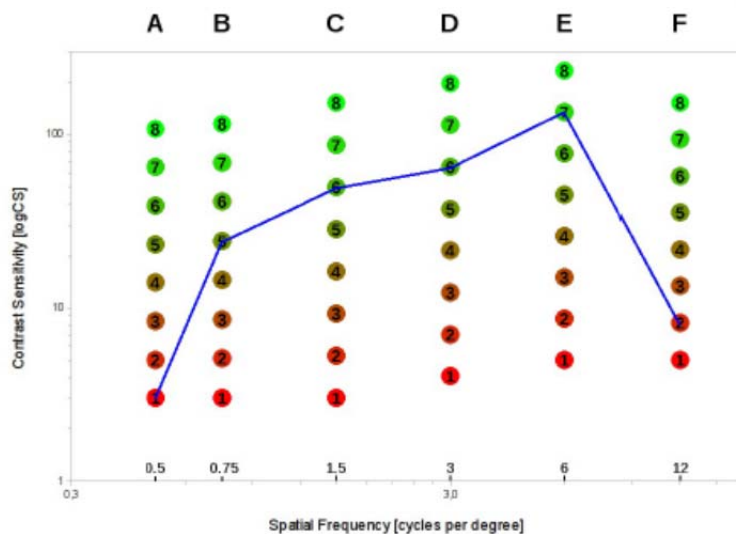 A B C D E F
8 8 8 8 8 8
7 7 7 7 7 7
6 6 6 6 6 6
5 5 5 5 5 5
4 4 4 4 4 4
3 3 3 3 3 3
2 2 2 2 2 2
1 1 1 1 1 1
100
10
1
Contrast Sensitivity [logCS]
0.5 0.75 1.5 3 6 12
0,3 3,0
Spatial Frequency [cycles per degree]